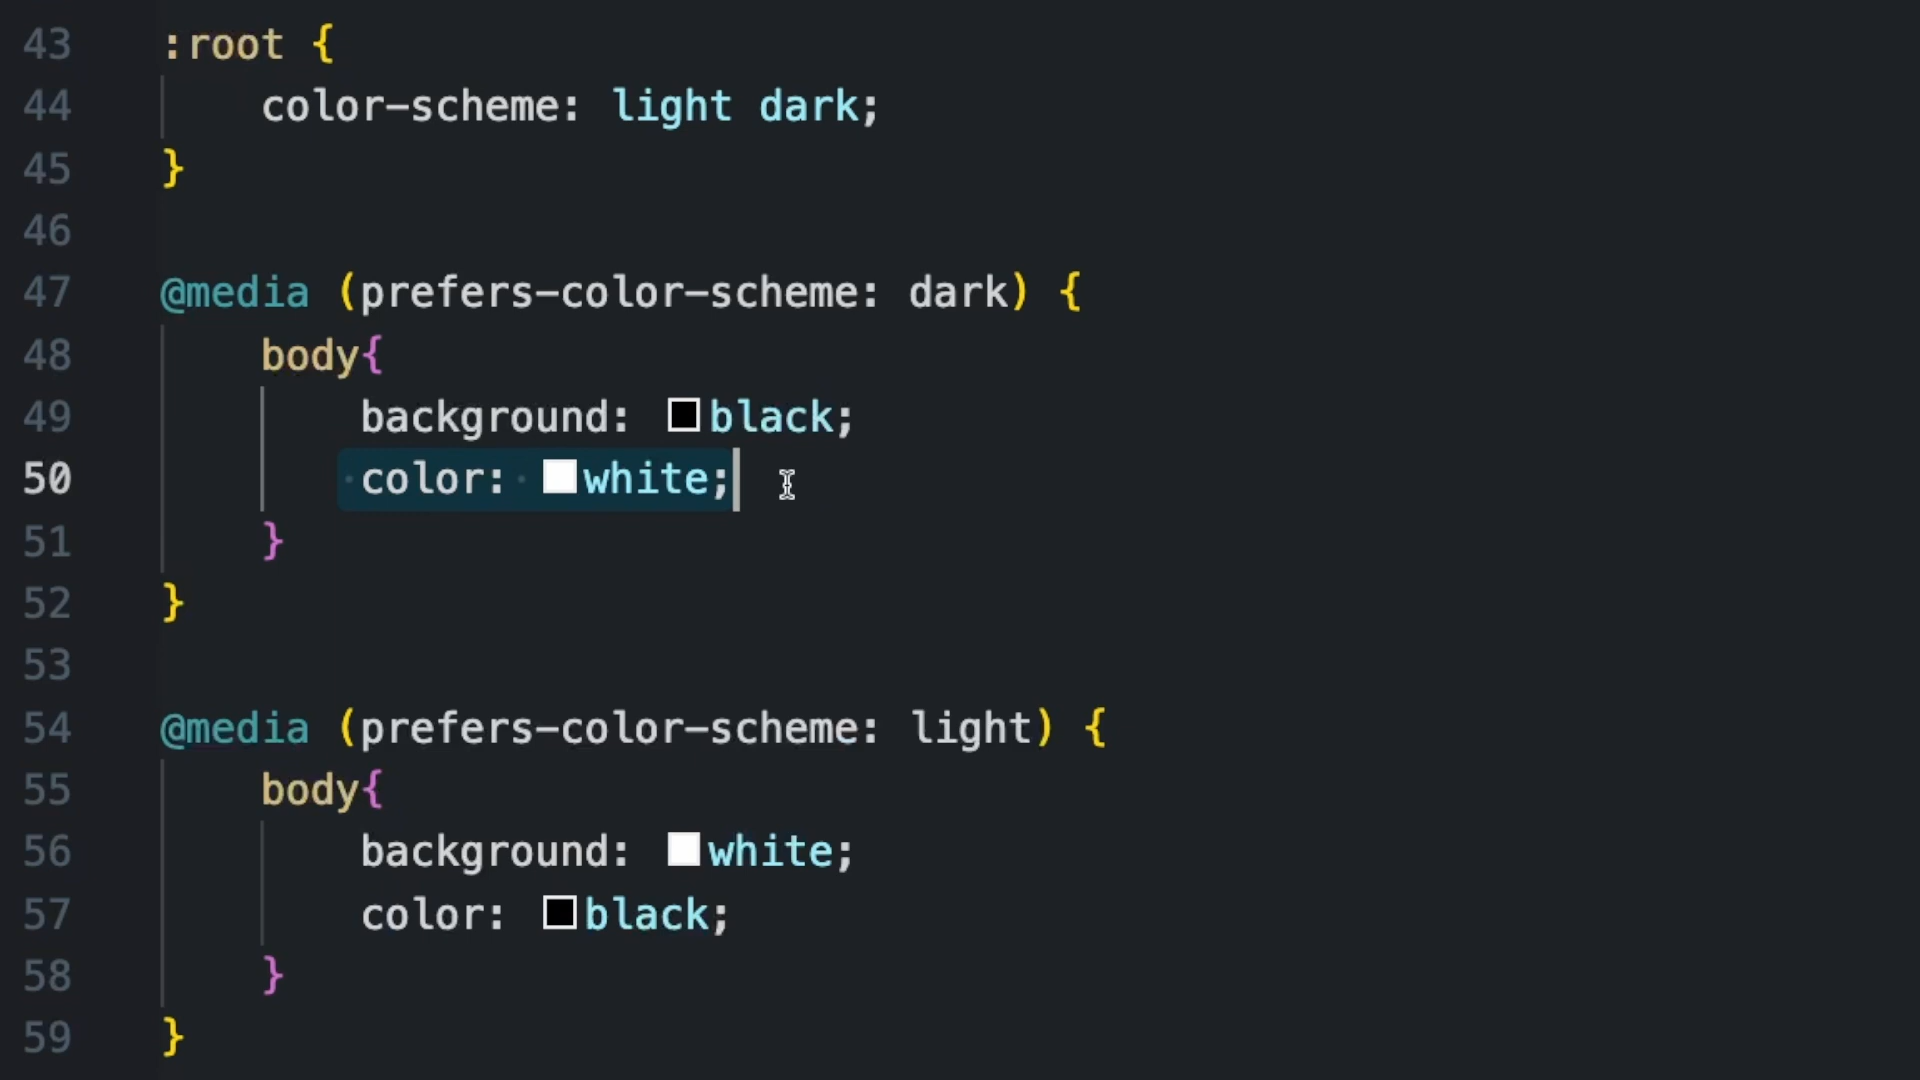 43 :root {
44 color-scheme: light dark;
45 }
46
47 @media (prefers-color-scheme: dark) {
48 body{
49 background: black;
50 color: white;
51 }
52 }
53
54 @media (prefers-color-scheme: light) {
55 body{
56 background: white;
57 color: black;
58 }
59 }